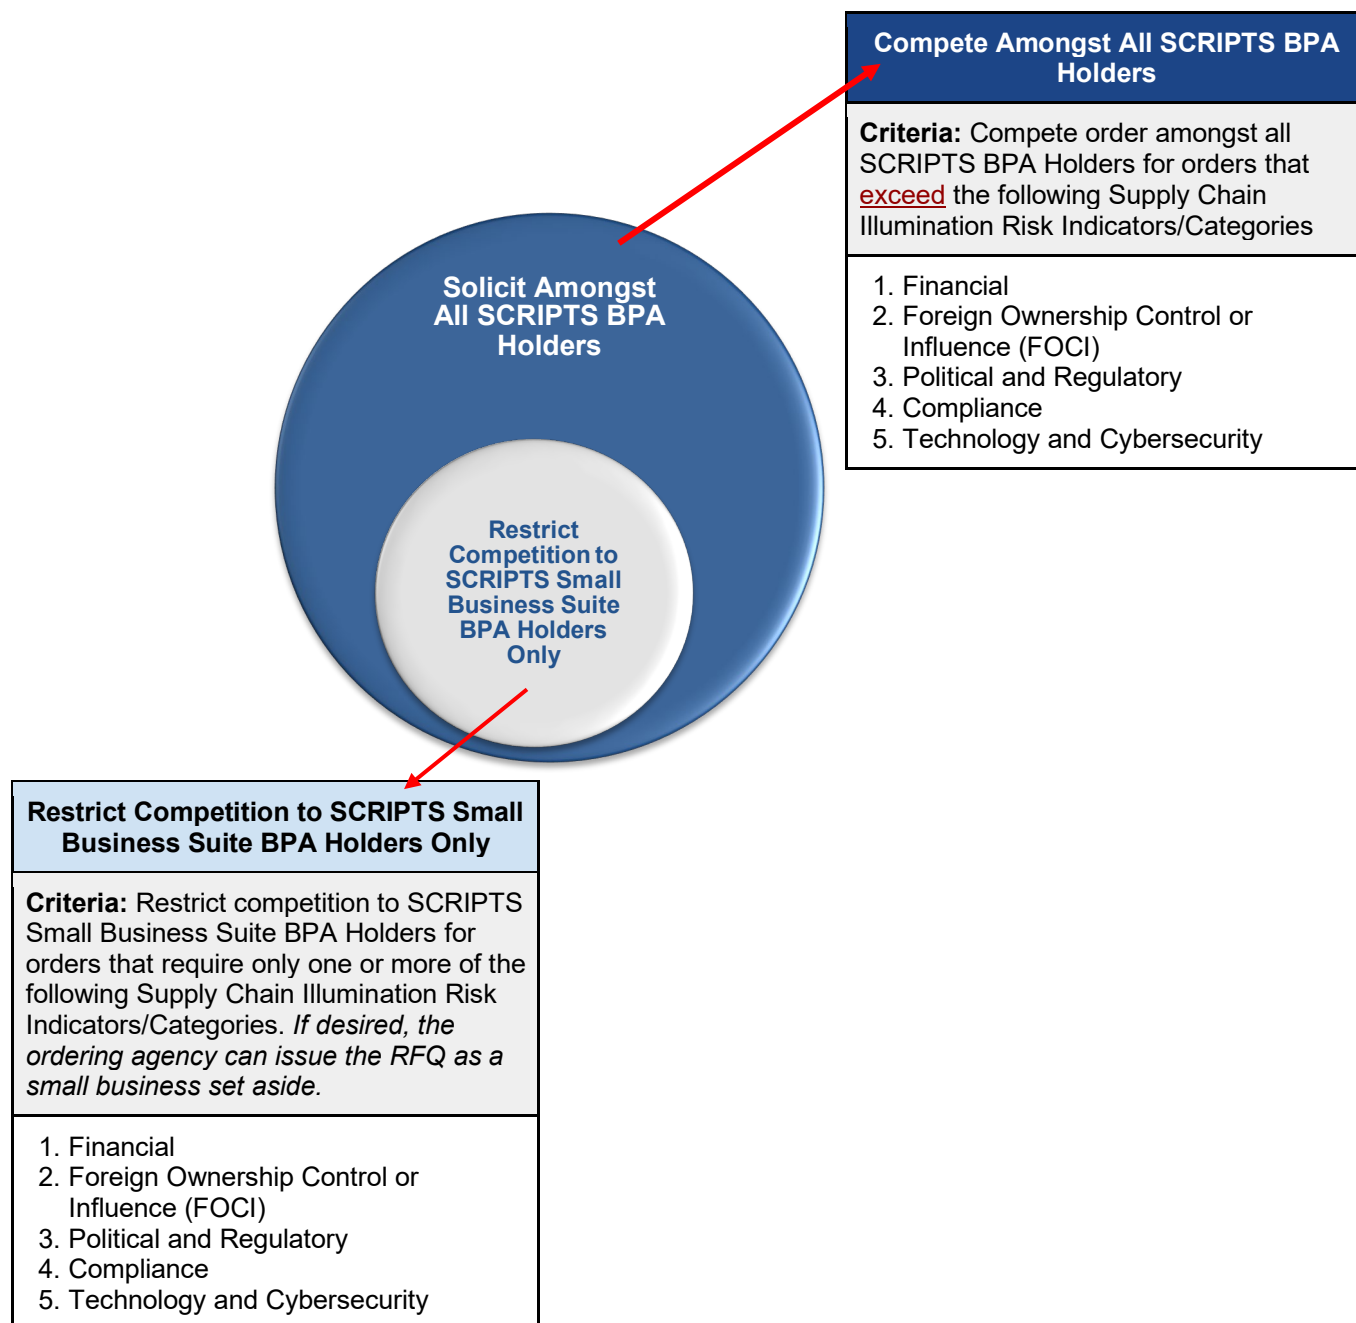 Compete Amongst All SCRIPTS BPA
Holders
Criteria: Compete order amongst all
SCRIPTS BPA Holders for orders that
exceed the following Supply Chain
Illumination Risk Indicators/Categories
1. Financial
2. Foreign Ownership Control or
Influence (FOCI)
3. Political and Regulatory
4. Compliance
5. Technology and Cybersecurity
Solicit Amongst
All SCRIPTS BPA
Holders
Restrict
Competition to
SCRIPTS Small
Business Suite
BPA Holders
Only
Restrict Competition to SCRIPTS Small
Business Suite BPA Holders Only
Criteria: Restrict competition to SCRIPTS
Small Business Suite BPA Holders for
orders that require only one or more of the
following Supply Chain Illumination Risk
Indicators/Categories. If desired, the
ordering agency can issue the RFQ as a
small business set aside.
1. Financial
2. Foreign Ownership Control or
Influence (FOCI)
3. Political and Regulatory
4. Compliance
5. Technology and Cybersecurity